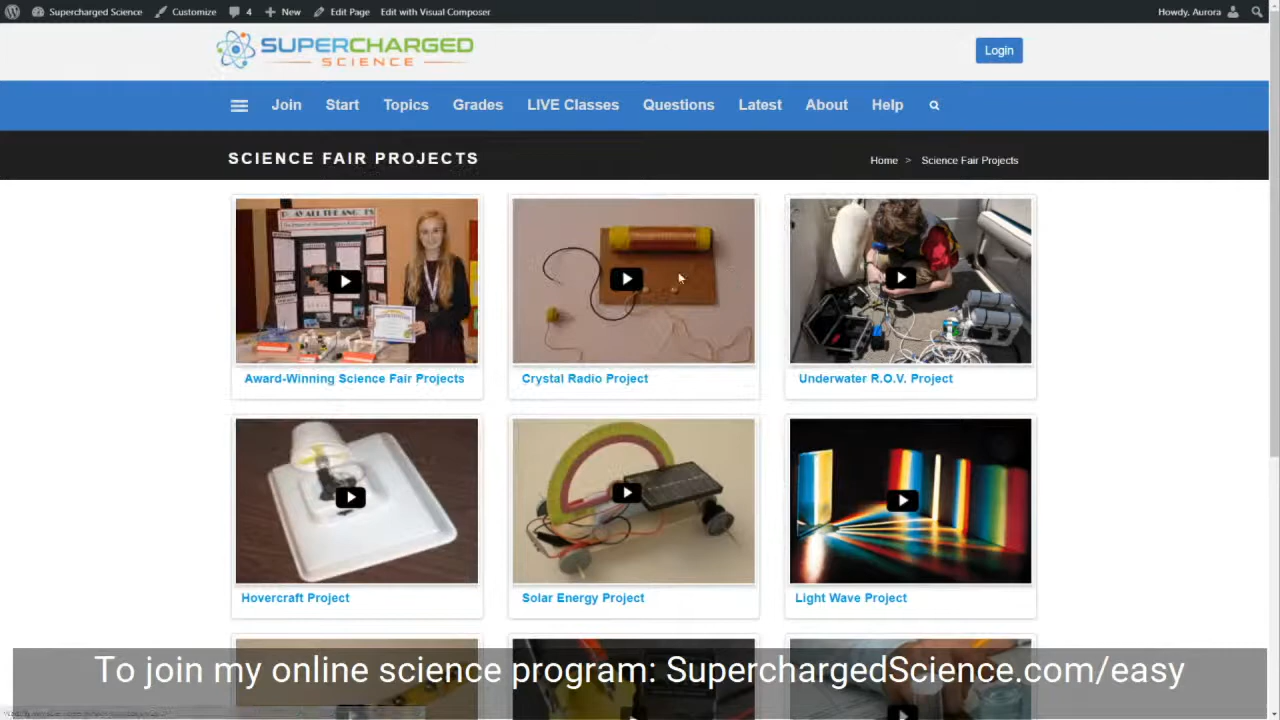 Supercharged Science Customize 4 New Edit Page Edit with Visual Composer Howdy, Aurora
SUPERCHARGED
SCIENCE
Login
Join Start Topics Grades LIVE Classes Questions Latest About Help
SCIENCE FAIR PROJECTS
Home > Science Fair Projects
Award-Winning Science Fair Projects
Crystal Radio Project
Underwater R.O.V. Project
Hovercraft Project
Solar Energy Project
Light Wave Project
To join my online science program: SuperchargedScience.com/easy